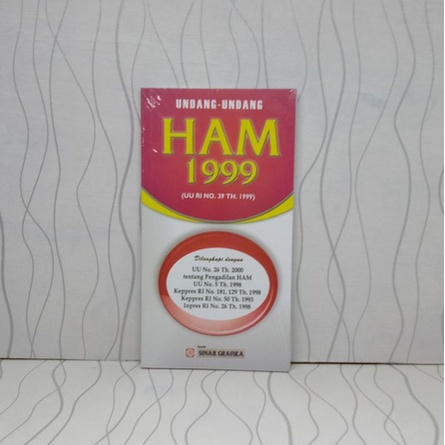 UNDANG-UNDANG
HAM
1999
(UU RI NO. 39 TH. 1999)
Dilengkapi dengan
UU No. 26 Th. 2000
tentang Pengadilan HAM
UU No. 5 Th. 1998
Keppres RI No. 181, 129 Th. 1998
Keppres RI No. 50 Th. 1993
Inpres RI No. 26 Th. 1998
SINAR GRAFIKA